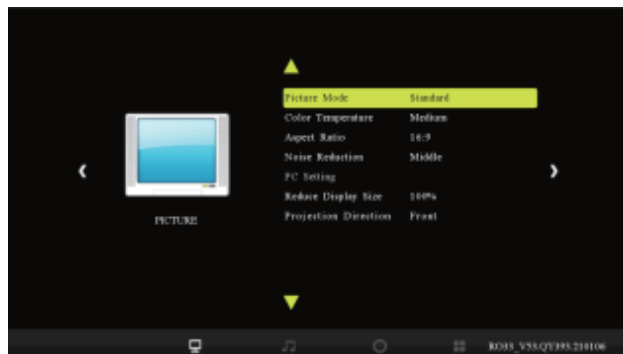 Picture Mode Standard
Color Temperature Medium
Aspect Ratio 16:9
Noise Reduction Middle
PC Setting
Reduce Display Size 100%
Projection Direction Front
PICTURE